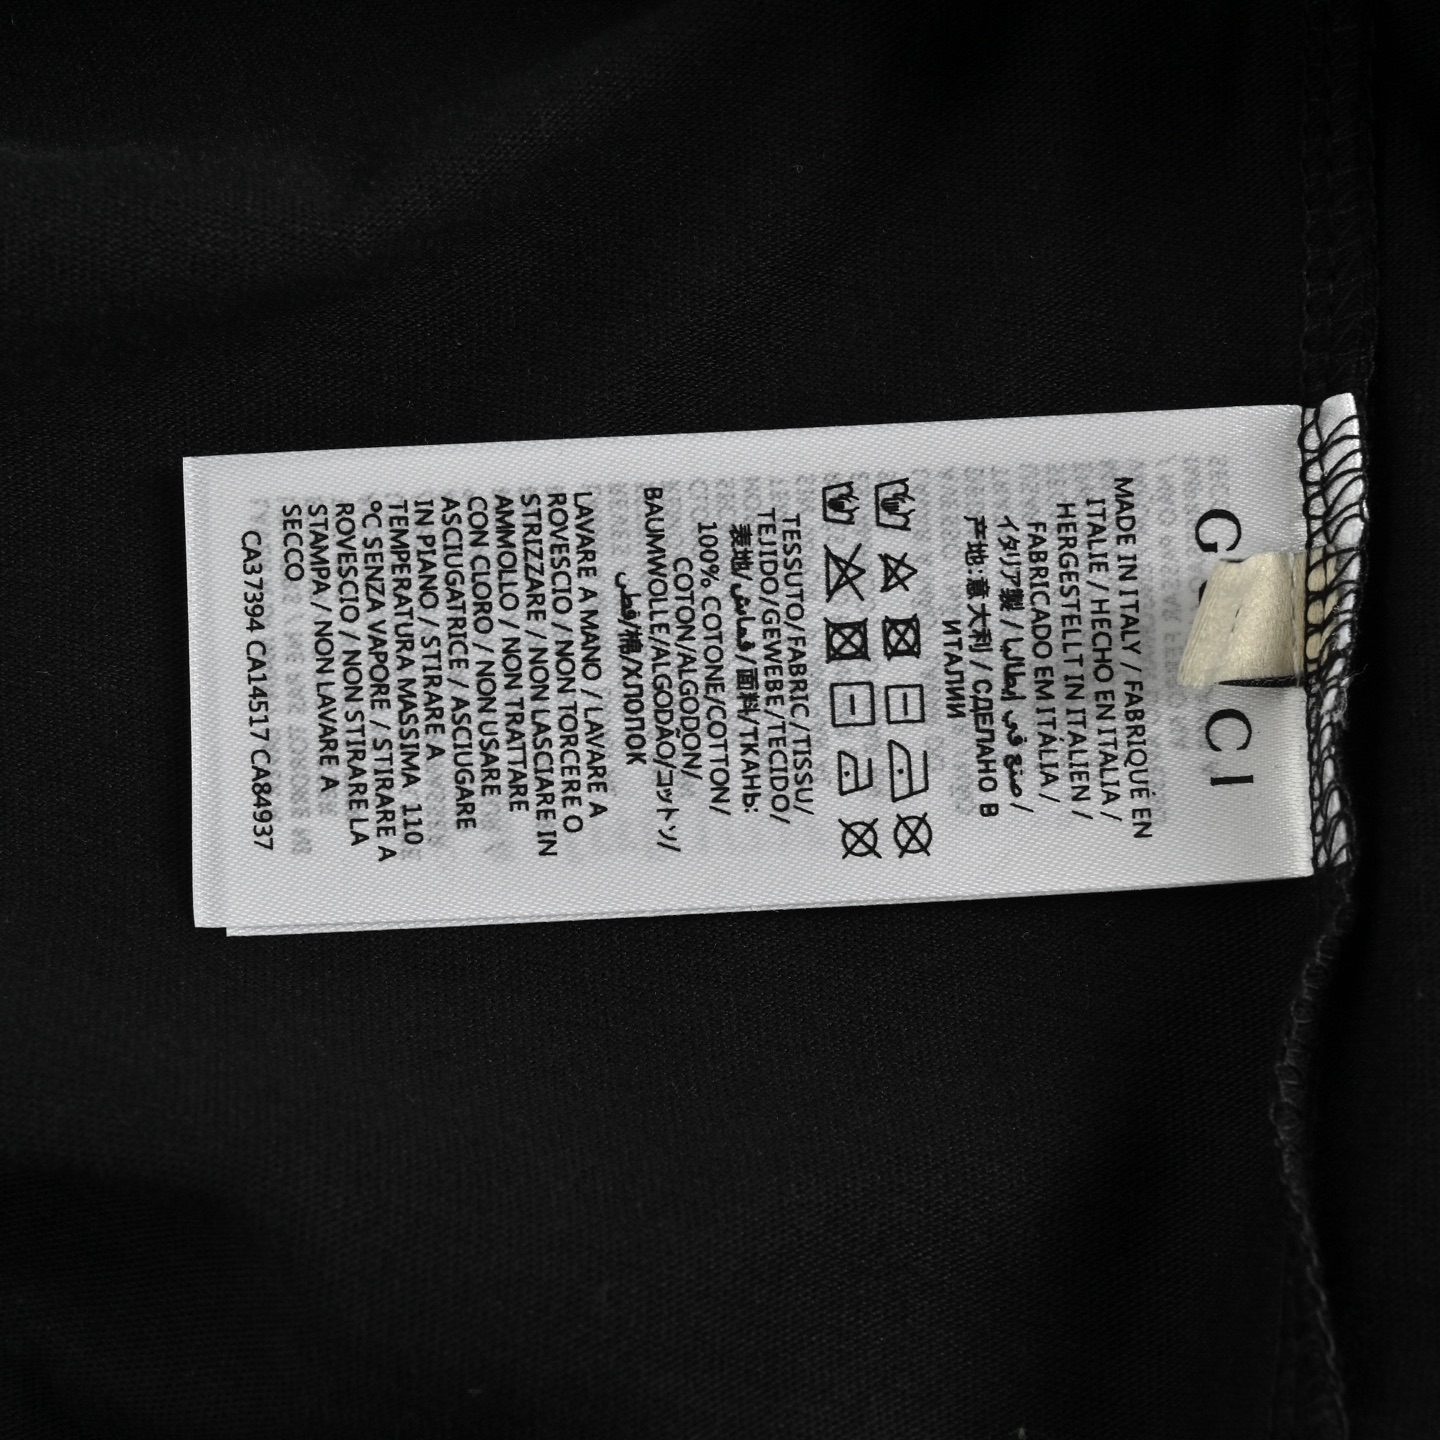 GUCCI
MADE IN ITALY / FABRIQUÉ EN
ITALIE / HECHO EN ITALIA /
HERGESTELLT IN ITALIEN /
FABRICADO EM ITÁLIA /
イタリア製 / صنع في إيطاليا /
产地:意大利 / СДЕЛАНО В
ИТАЛИИ
TESSUTO/FABRIC/TISSU/
TEJIDO/GEWEBE/TECIDO/
表地/قماش/面料/ТКАНЬ:
100% COTONE/COTTON/
COTON/ALGODÓN/
BAUMWOLLE/ALGODÃO/コットソ/
قطن/棉/ХЛОПОК
LAVARE A MANO / LAVARE A
ROVESCIO / NON TORCERE O
STRIZZARE / NON LASCIARE IN
AMMOLLO / NON TRATTARE
CON CLORO / NON USARE
ASCIUGATRICE / ASCIUGARE
IN PIANO / STIRARE A
TEMPERATURA MASSIMA 110
°C SENZA VAPORE / STIRARE A
ROVESCIO / NON STIRARE LA
STAMPA / NON LAVARE A
SECCO
CA37394 CA14517 CA84937